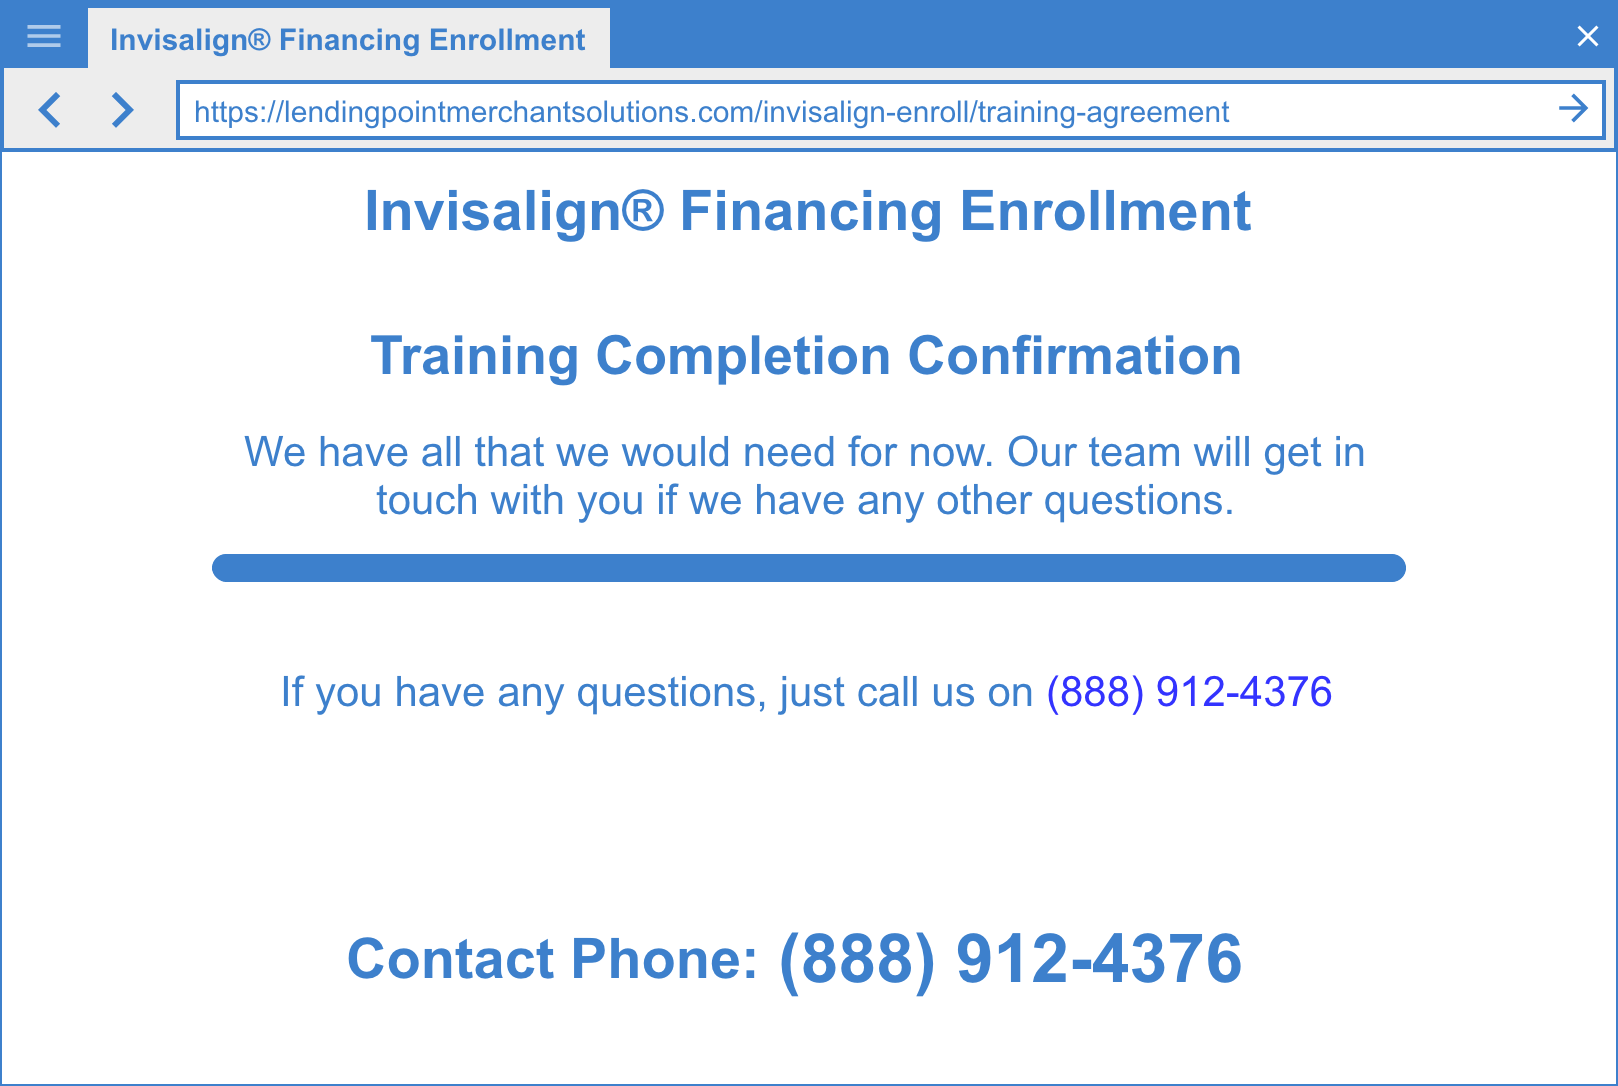 Invisalign® Financing Enrollment
https://lendingpointmerchantsolutions.com/invisalign-enroll/training-agreement
Invisalign® Financing Enrollment
Training Completion Confirmation
We have all that we would need for now. Our team will get in
touch with you if we have any other questions.
If you have any questions, just call us on (888) 912-4376
Contact Phone: (888) 912-4376